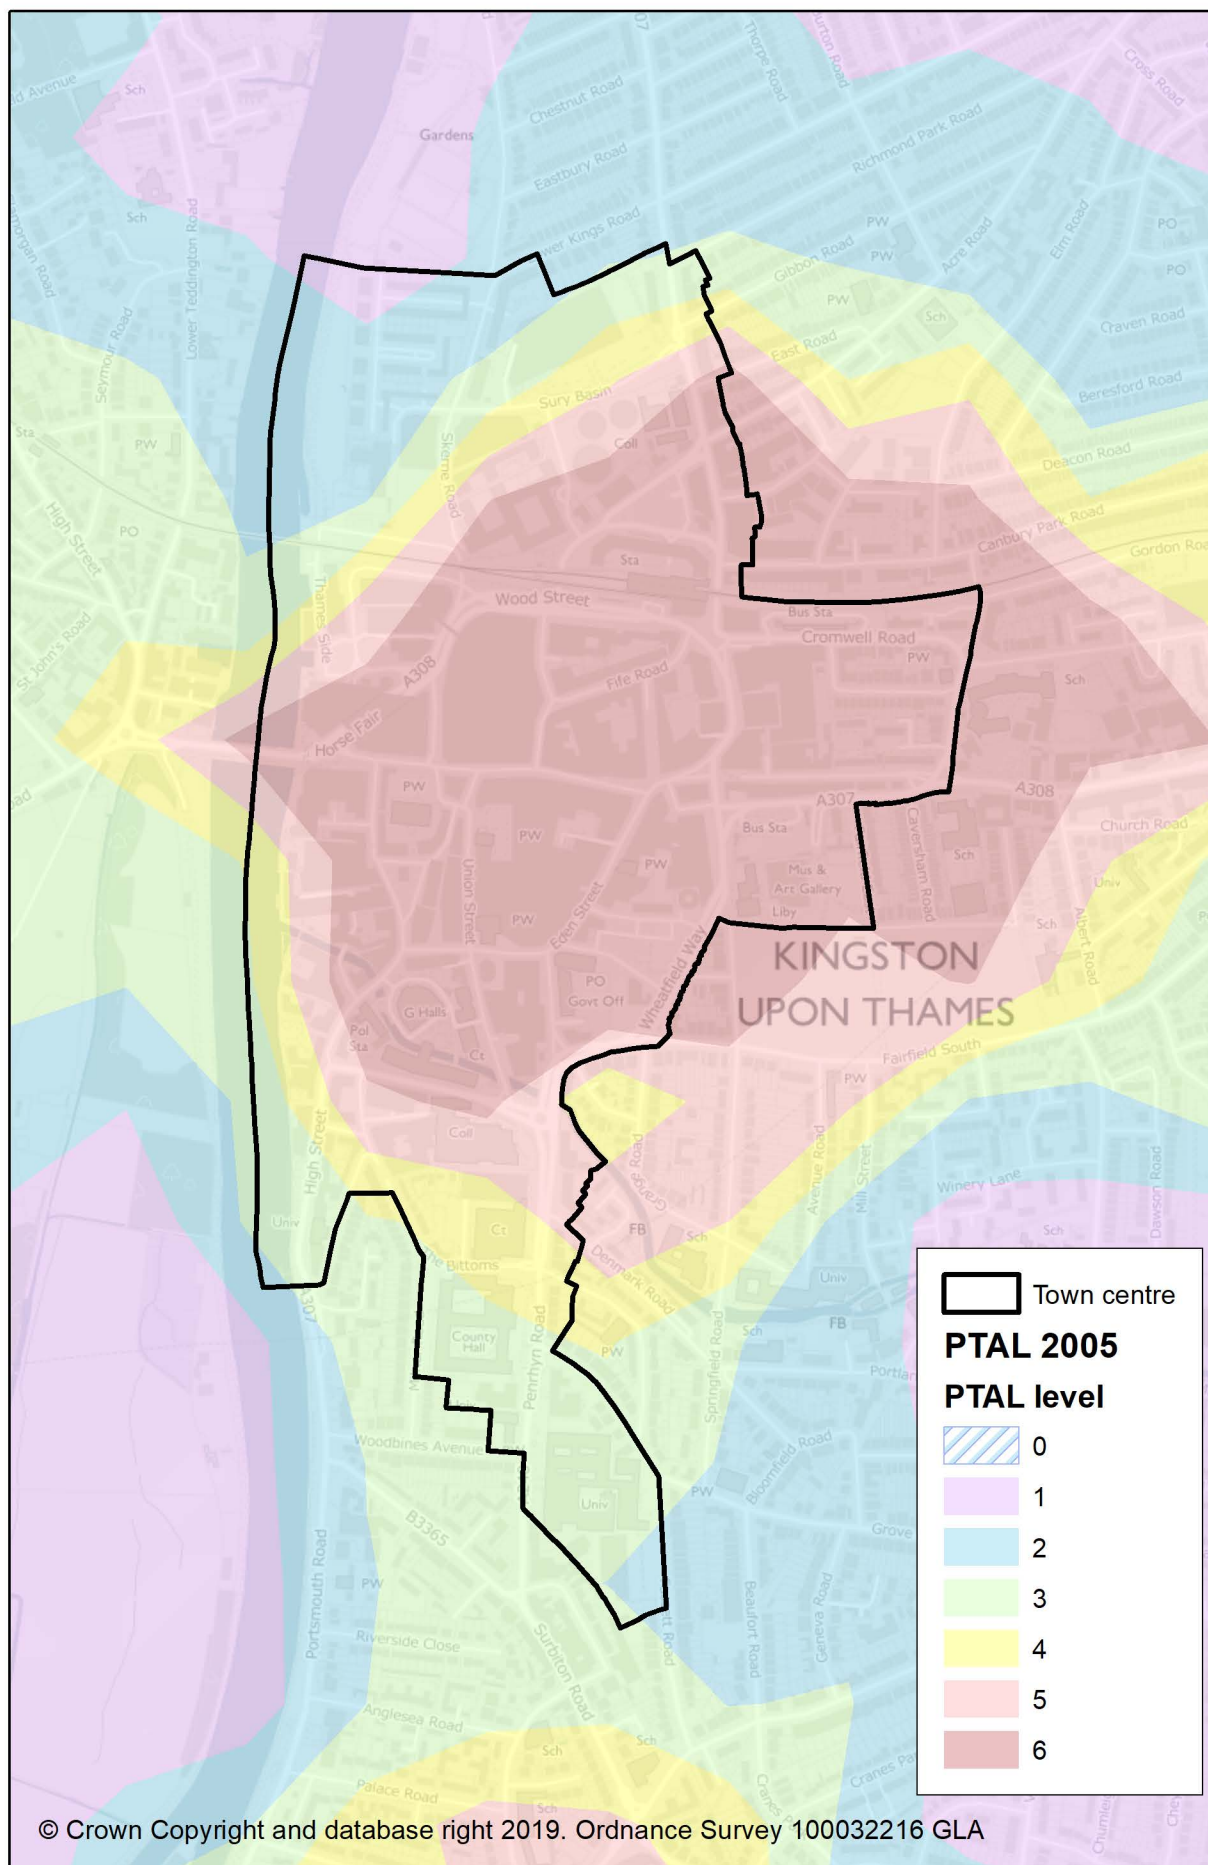 Sch
Cross Road
Thorpe Road
Chestnut Road
Gardens
Eastbury Road
Richmond Park Road
Sch
Lower Teddington Road
PW
PW
PO
Elm Road
Acre Road
Gibbon Road
PO
PW
Sch
Craven Road
East Road
Seymour Road
Beresford Road
Sury Basin
Sta
PW
Coll
Skerne Road
Deacon Road
High Street
PO
Canbury Park Road
Sta
Wood Street
Bus Sta
Thames Side
Cromwell Road
PW
St John's Road
A308
Fife Road
Sch
Horse Fair
PW
A307
A308
Bus Sta
Church Road
PW
PW
Caversham Road
Sch
Mus &
Art Gallery
Univ
Union Street
PW
Eden Street
Liby
Sch
Albert Road
Wheatfield Way
KINGSTON
UPON THAMES
PO
Govt Off
G Halls
Pol
Sta
Ct
Fairfield South
PW
Coll
High Street
Avenue Road
Mill Street
Winery Lane
Dawson Road
Grange Road
Univ
Ct
FB
Sch
Sch
Denmark Road
A307
Univ
Sch
FB
County
Hall
Penrhyn Road
PW
Springfield Road
Woodbines Avenue
Bloomfield Road
PW
Univ
B3365
Grove
Portsmouth Road
PW
Beaufort Road
Geneva Road
Riverside Close
Surbiton Road
Anglesea Road
Sch
Sch
Palace Road
Sch
Town centre
PTAL 2005
PTAL level
0
1
2
3
4
5
6
© Crown Copyright and database right 2019. Ordnance Survey 100032216 GLA